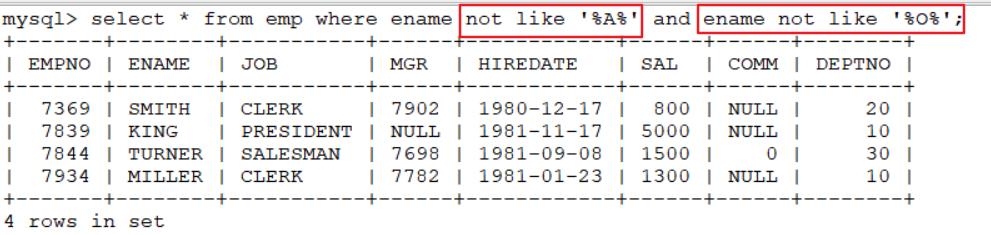 mysql> select * from emp where ename not like '%A%' and ename not like '%O%';
+-------+--------+-----------+------+------------+------+------+--------+
| EMPNO | ENAME  | JOB       | MGR  | HIREDATE   | SAL  | COMM | DEPTNO |
+-------+--------+-----------+------+------------+------+------+--------+
|  7369 | SMITH  | CLERK     | 7902 | 1980-12-17 |  800 | NULL |     20 |
|  7839 | KING   | PRESIDENT | NULL | 1981-11-17 | 5000 | NULL |     10 |
|  7844 | TURNER | SALESMAN  | 7698 | 1981-09-08 | 1500 |    0 |     30 |
|  7934 | MILLER | CLERK     | 7782 | 1981-01-23 | 1300 | NULL |     10 |
+-------+--------+-----------+------+------------+------+------+--------+
4 rows in set